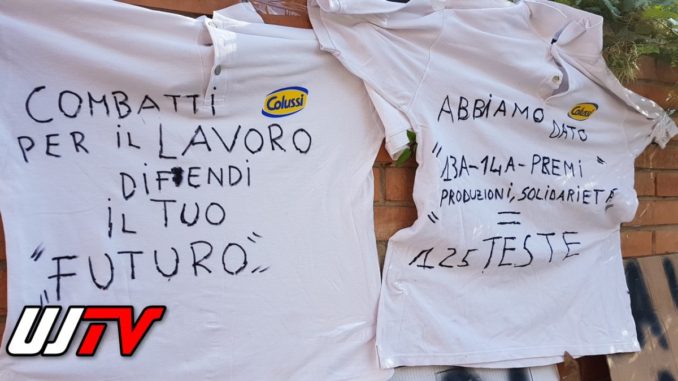 COMBATTI
PER IL LAVORO
DIFENDI
IL TUO
"FUTURO"
Colussi
ABBIAMO
DATO
Colussi
"13A-14A-PREMI"
PRODUZIONI, SOLIDARIETA
=
125 TESTE"
UJTV